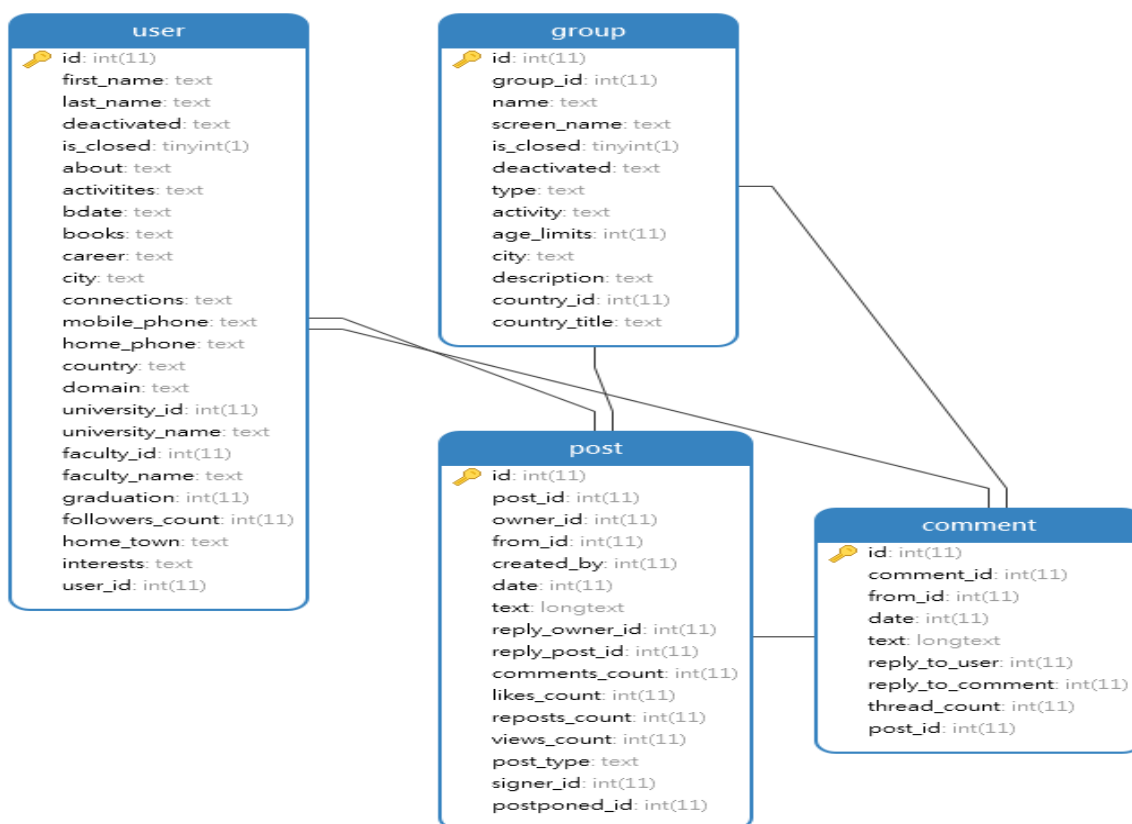 user
id: int(11)
first_name: text
last_name: text
deactivated: text
is_closed: tinyint(1)
about: text
activitites: text
bdate: text
books: text
career: text
city: text
connections: text
mobile_phone: text
home_phone: text
country: text
domain: text
university_id: int(11)
university_name: text
faculty_id: int(11)
faculty_name: text
graduation: int(11)
followers_count: int(11)
home_town: text
interests: text
user_id: int(11)
group
id: int(11)
group_id: int(11)
name: text
screen_name: text
is_closed: tinyint(1)
deactivated: text
type: text
activity: text
age_limits: int(11)
city: text
description: text
country_id: int(11)
country_title: text
post
id: int(11)
post_id: int(11)
owner_id: int(11)
from_id: int(11)
created_by: int(11)
date: int(11)
text: longtext
reply_owner_id: int(11)
reply_post_id: int(11)
comments_count: int(11)
likes_count: int(11)
reposts_count: int(11)
views_count: int(11)
post_type: text
signer_id: int(11)
postponed_id: int(11)
comment
id: int(11)
comment_id: int(11)
from_id: int(11)
date: int(11)
text: longtext
reply_to_user: int(11)
reply_to_comment: int(11)
thread_count: int(11)
post_id: int(11)